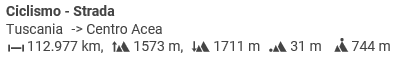 Ciclismo - Strada
Tuscania -> Centro Acea
112.977 km, 1573 m, 1711 m 31 m 744 m